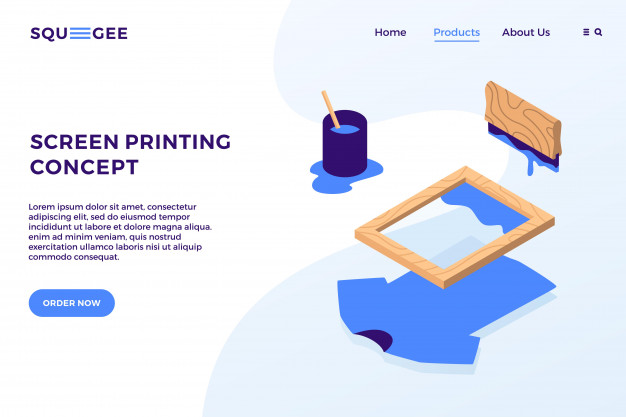 SQUEEGEE
Home
Products
About Us
SCREEN PRINTING
CONCEPT
Lorem ipsum dolor sit amet, consectetur
adipiscing elit, sed do eiusmod tempor
incididunt ut labore et dolore magna aliqua.
enim ad minim veniam, quis nostrud
exercitation ullamco laboris nisi ut aliquip
commodo consequat.
ORDER NOW